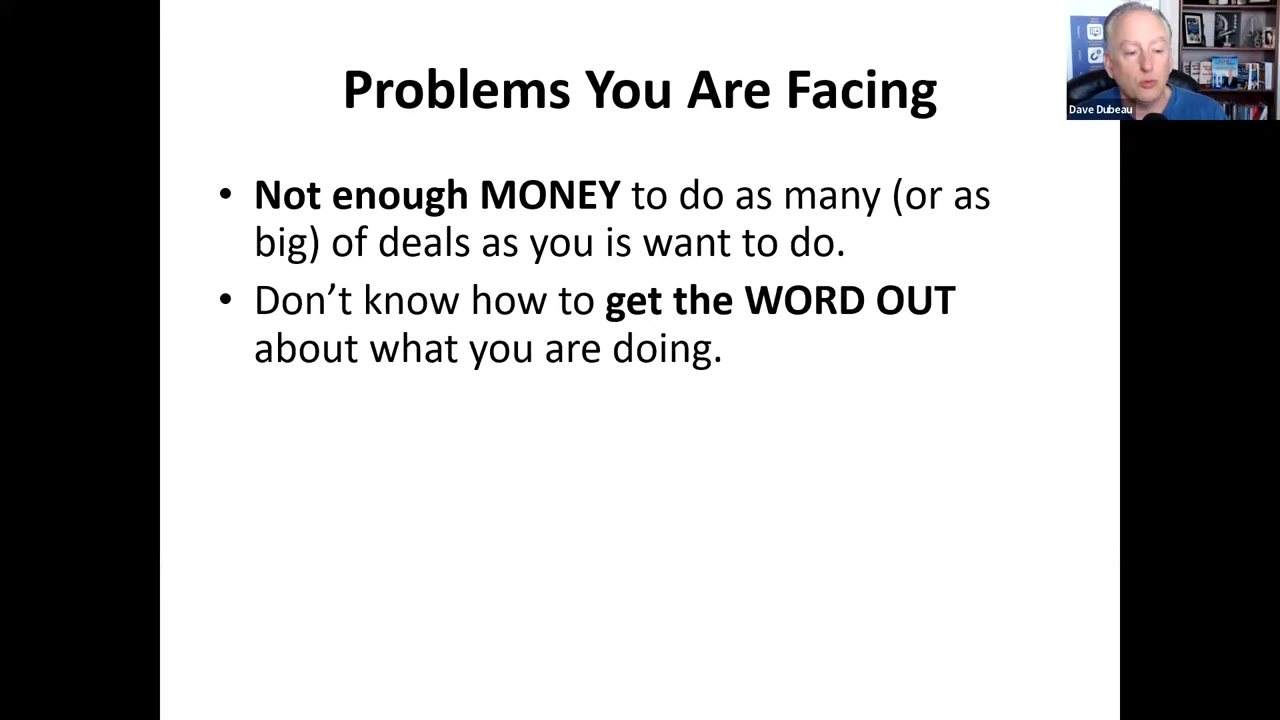 Problems You Are Facing
• Not enough MONEY to do as many (or as
big) of deals as you is want to do.
• Don’t know how to get the WORD OUT
about what you are doing.
Dave Dubeau